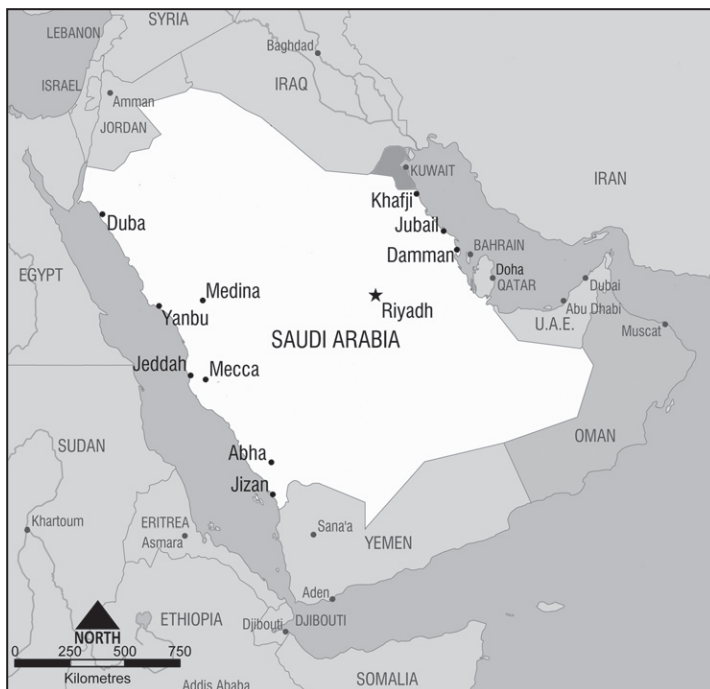 SYRIA
LEBANON
Baghdad
ISRAEL
IRAQ
Amman
JORDAN
KUWAIT
IRAN
Khafji
Duba
Jubail
Damman
BAHRAIN
EGYPT
Doha
QATAR
Dubai
Medina
Abu Dhabi
Yanbu
Riyadh
U.A.E.
Muscat
SAUDI ARABIA
Jeddah
Mecca
SUDAN
OMAN
Abha
Jizan
Khartoum
ERITREA
Sana'a
Asmara
YEMEN
Aden
ETHIOPIA
DJIBOUTI
Djibouti
NORTH
0 250 500 750
Kilometres
SOMALIA
Addis Ababa